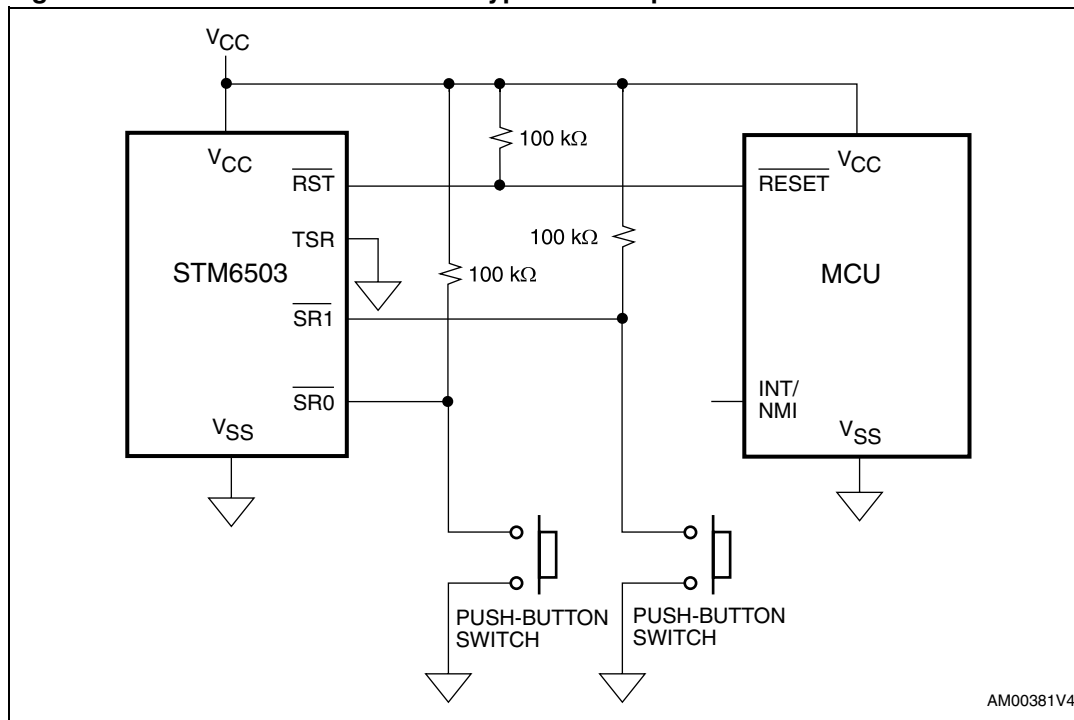 VCC
VCC
RST
TSR
STM6503
SR1
SR0
VSS
100 kΩ
100 kΩ
100 kΩ
RESET
VCC
MCU
INT/
NMI
VSS
PUSH-BUTTON
SWITCH
PUSH-BUTTON
SWITCH
AM00381V4